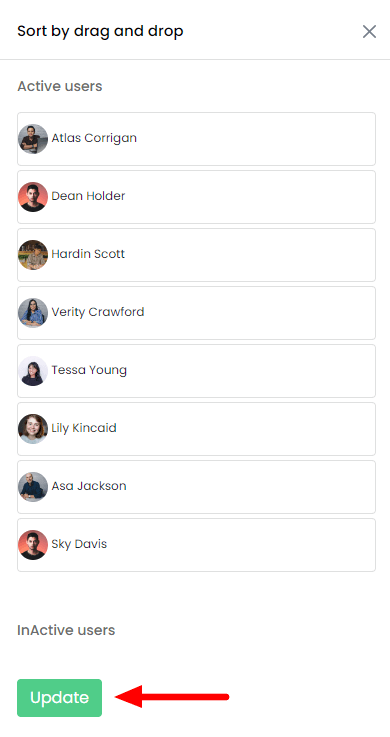 Sort by drag and drop
Active users
Atlas Corrigan
Dean Holder
Hardin Scott
Verity Crawford
Tessa Young
Lily Kincaid
Asa Jackson
Sky Davis
InActive users
Update